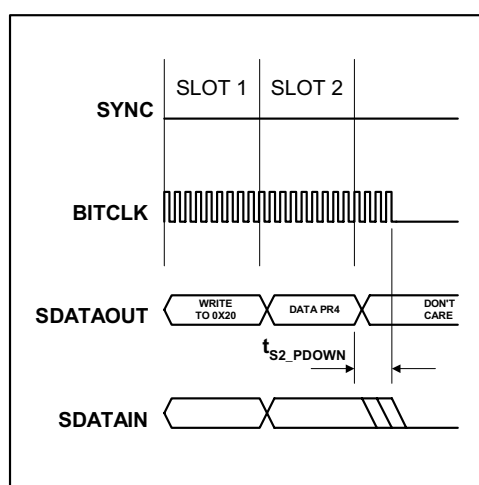 SLOT 1 SLOT 2
SYNC
BITCLK
SDATAOUT
WRITE
TO 0X20
DATA PR4
DON'T
CARE
tS2_PDOWN
SDATAIN